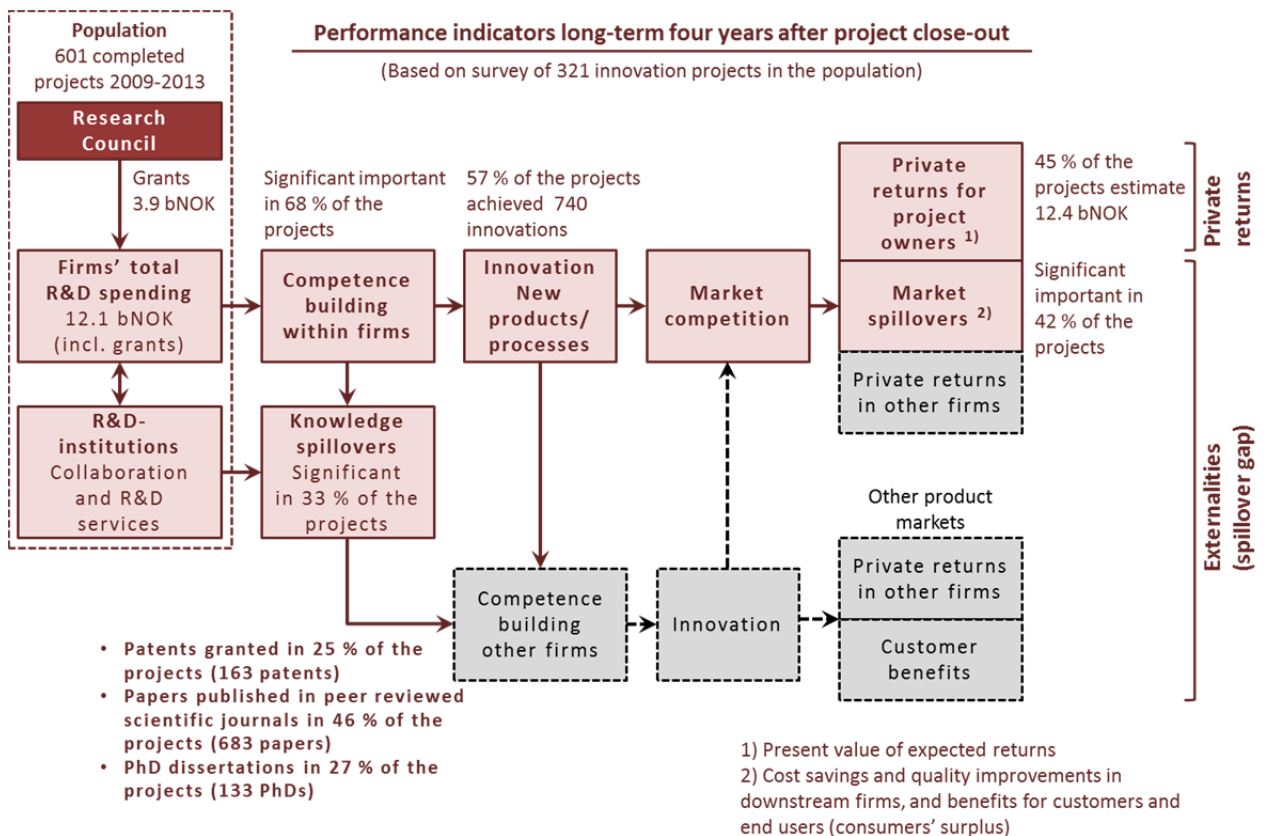 Performance indicators long-term four years after project close-out
(Based on survey of 321 innovation projects in the population)
Population
601 completed
projects 2009-2013
Research
Council
Grants
3.9 bNOK
Firms' total
R&D spending
12.1 bNOK
(incl. grants)
R&D-
institutions
Collaboration
and R&D
services
Significant important
in 68 % of the
projects
Competence
building
within firms
Knowledge
spillovers
Significant
in 33 % of the
projects
57 % of the projects
achieved 740
innovations
Innovation
New
products/
processes
Market
competition
Private
returns for
project
owners 1)
45 % of the
projects estimate
12.4 bNOK
Private
returns
Market
spillovers 2)
Significant
important in
42 % of the
projects
Private returns
in other firms
Externalities
(spillover gap)
Competence
building
other firms
Innovation
Other product
markets
Private returns
in other firms
Customer
benefits
• Patents granted in 25 % of the
projects (163 patents)
• Papers published in peer reviewed
scientific journals in 46 % of the
projects (683 papers)
• PhD dissertations in 27 % of the
projects (133 PhDs)
1) Present value of expected returns
2) Cost savings and quality improvements in
downstream firms, and benefits for customers and
end users (consumers' surplus)